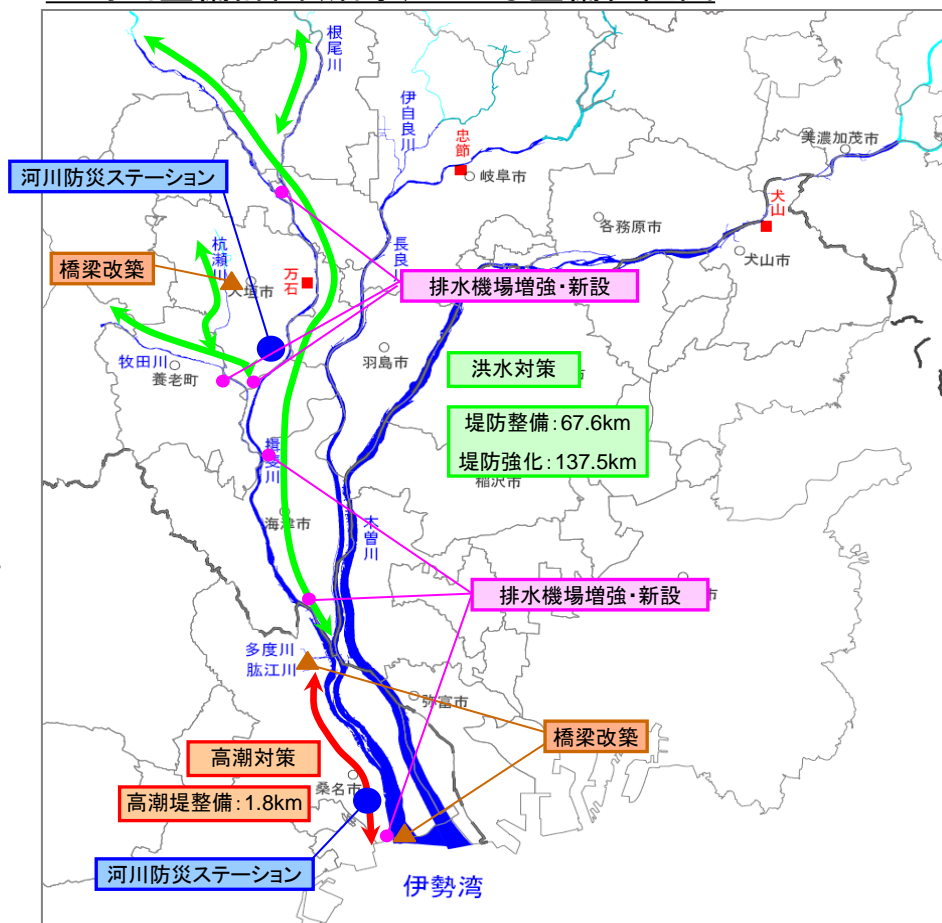 根尾川
伊自良川
忠節
岐阜市
美濃加茂市
河川防災ステーション
犬山
各務原市
犬山市
杭瀬川
橋梁改築
大垣市
万石
長良
排水機場増強・新設
牧田川
養老町
羽島市
洪水対策
堤防整備：67.6km
堤防強化：137.5km
揖斐川
稲沢市
海津市
木曽川
排水機場増強・新設
市
多度川
肱江川
弥富市
橋梁改築
高潮対策
桑名市
高潮堤整備：1.8km
河川防災ステーション
伊勢湾